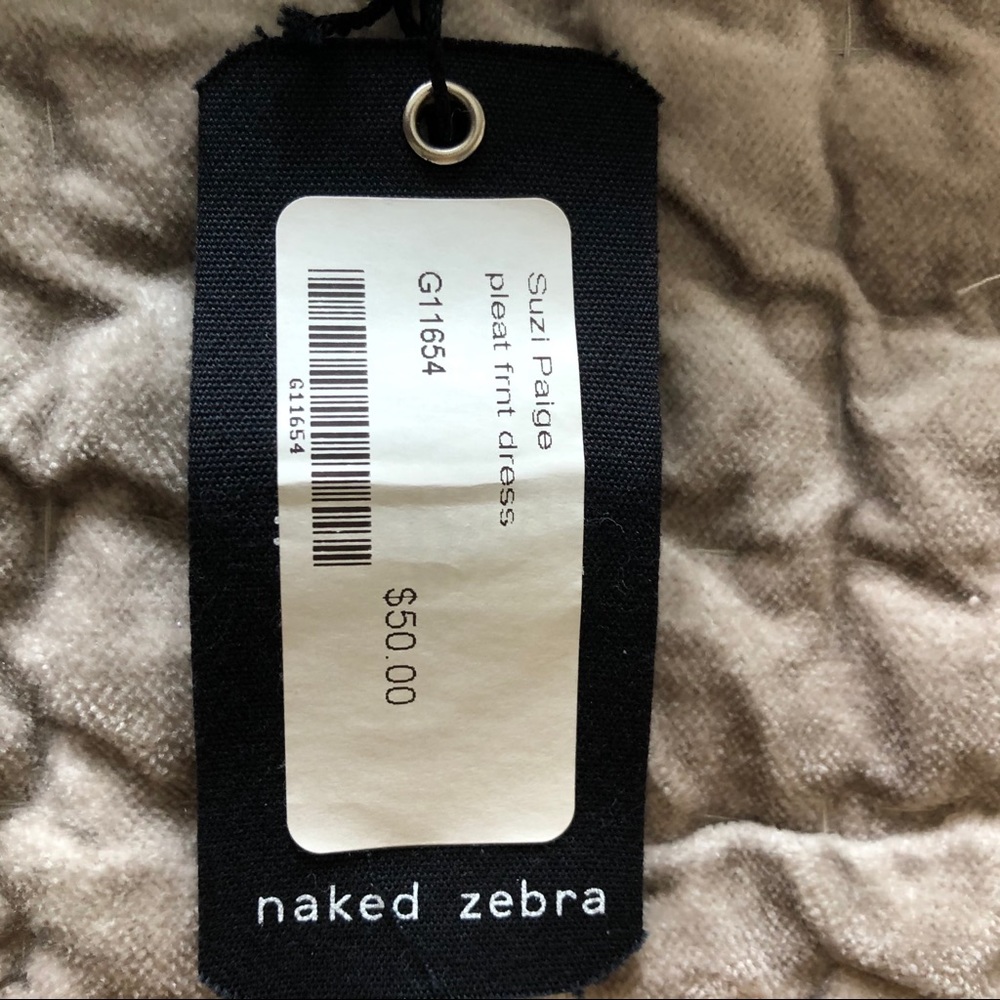 Suzi Paige
pleat frnt dress
G11654
$50.00
G11654
naked zebra